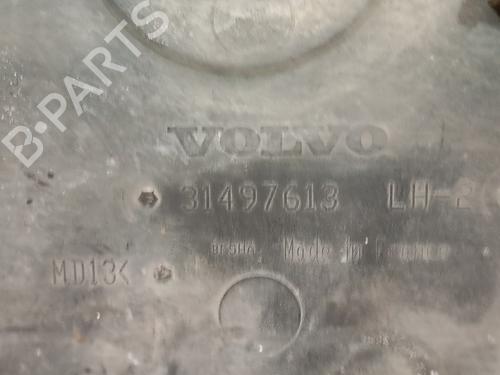 B-PARTS
VOLVO
31497613 LH-2
Made in
MD13<